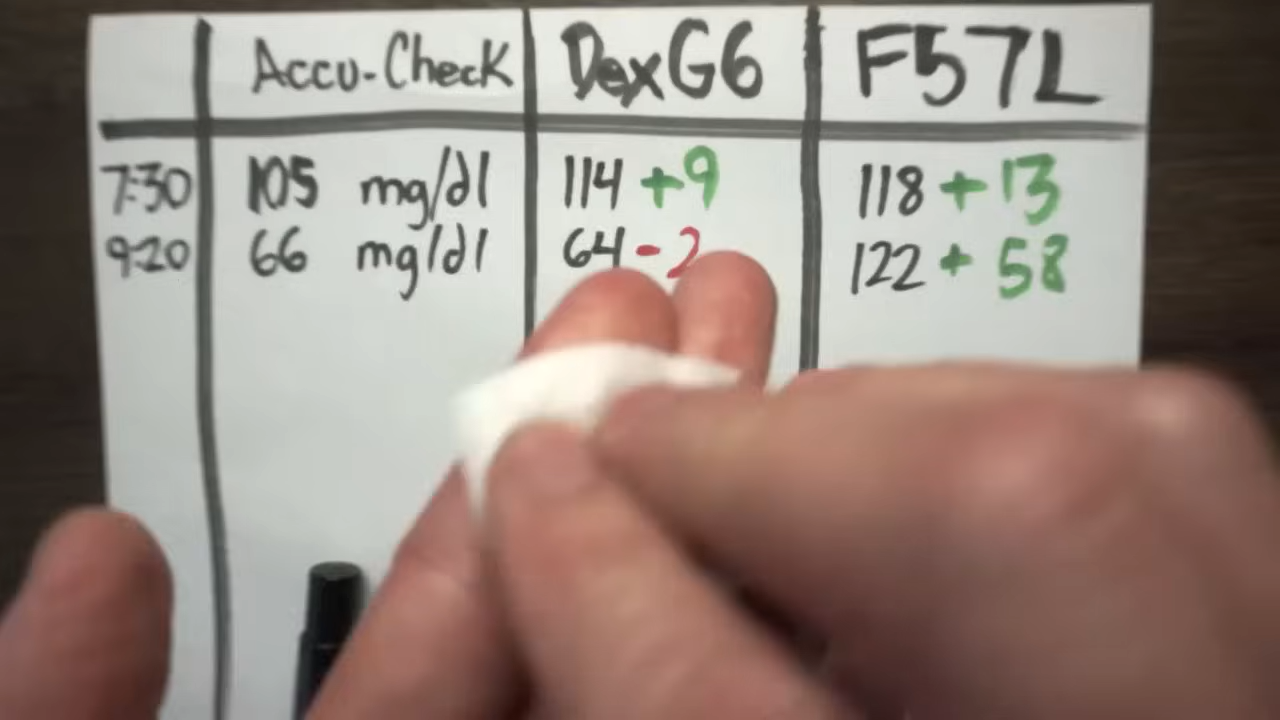 Accu-Check DexG6 F57L
7:30 105 mg/dl 114 +9 118 + 13
9:20 66 mg/dl 64 - 2 122 + 58